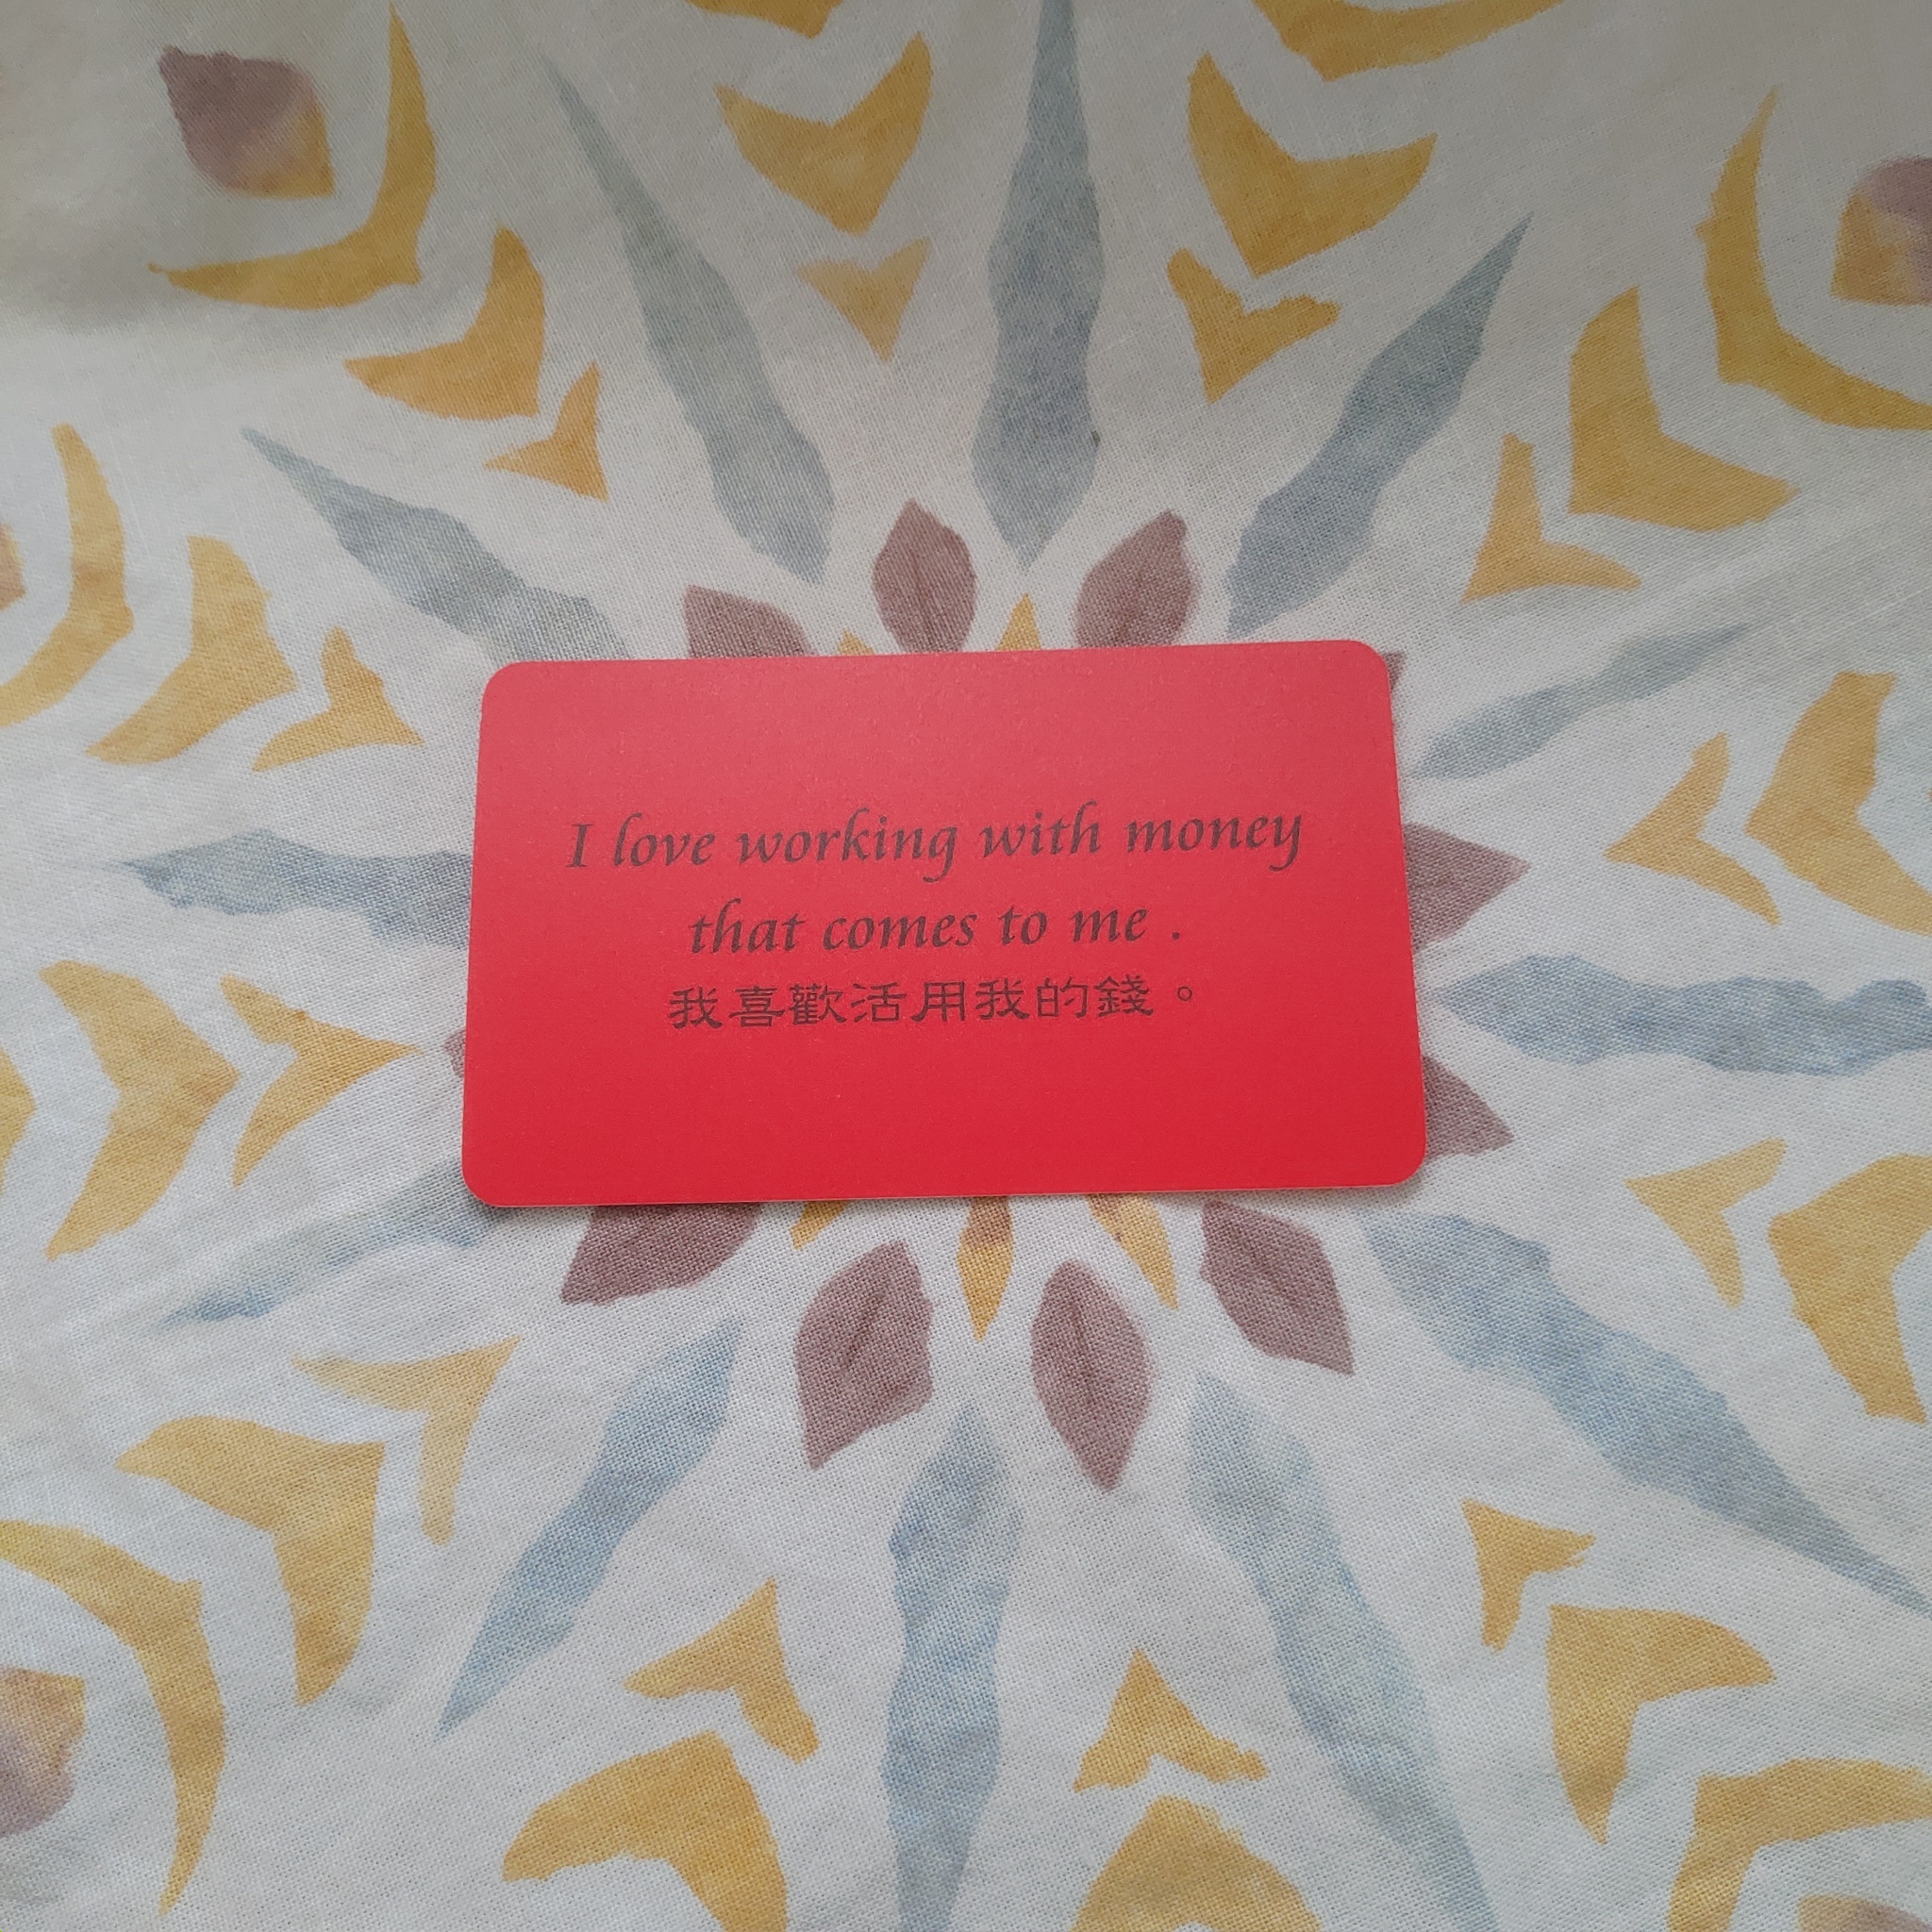 I love working with money
that comes to me .
我喜歡活用我的錢。